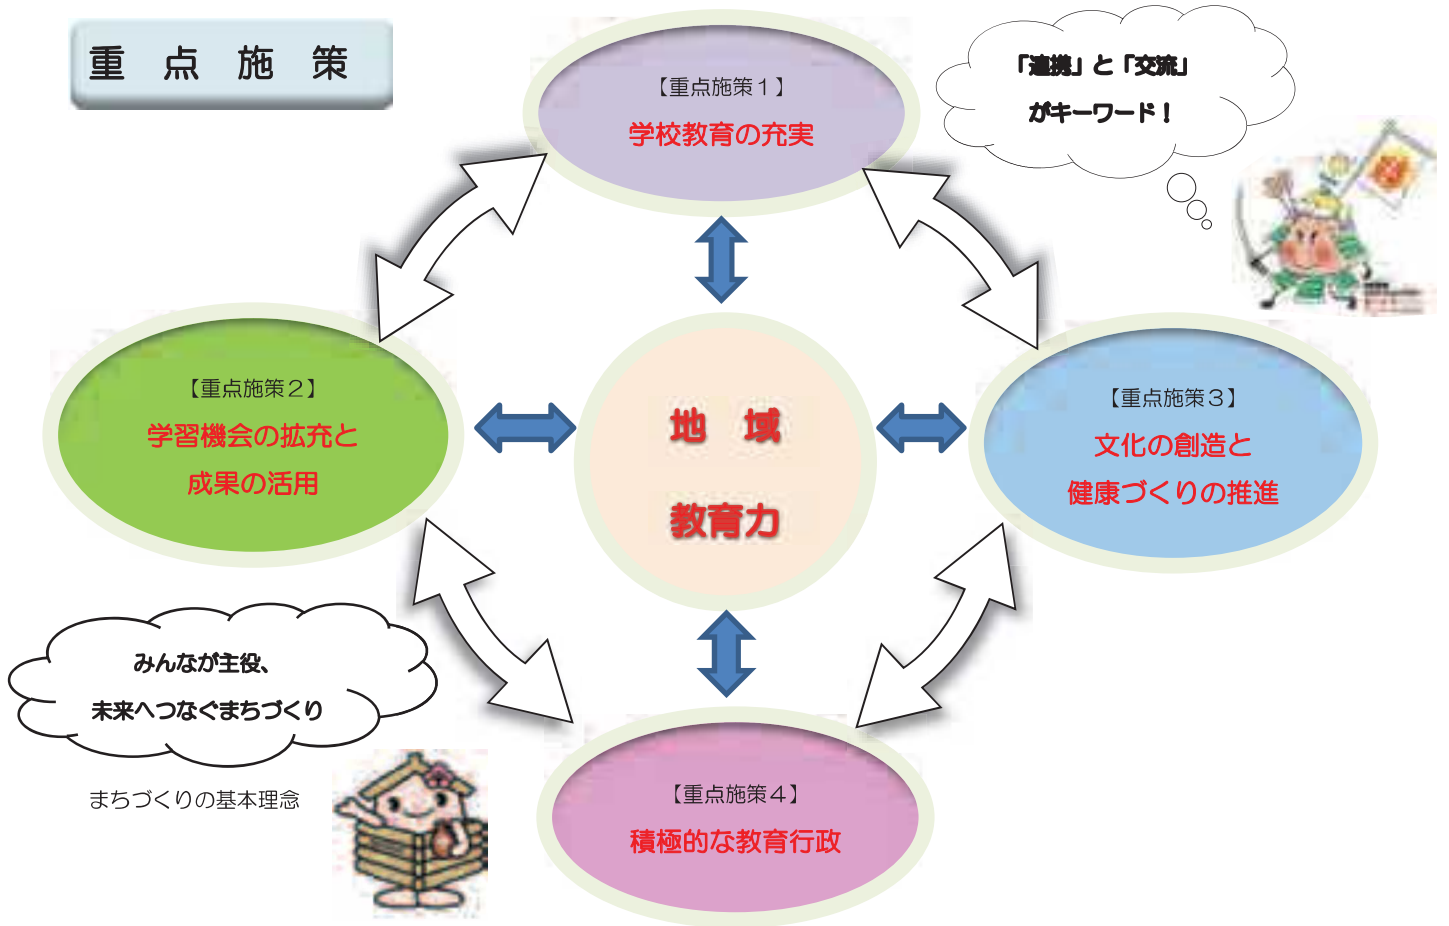 重　点　施　策
【重点施策１】
学校教育の充実
「連携」と「交流」
がキーワード！
【重点施策２】
学習機会の拡充と
成果の活用
地　域
教育力
【重点施策３】
文化の創造と
健康づくりの推進
みんなが主役、
未来へつなぐまちづくり
まちづくりの基本理念
【重点施策４】
積極的な教育行政